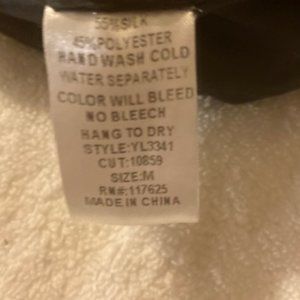 55%SILK
45%POLYESTER
HAND WASH COLD
WATER SEPARATELY
COLOR WILL BLEED
NO BLEECH
HANG TO DRY
STYLE:YL3341
CUT:10859
SIZE:M
RN#:117625
MADE IN CHINA